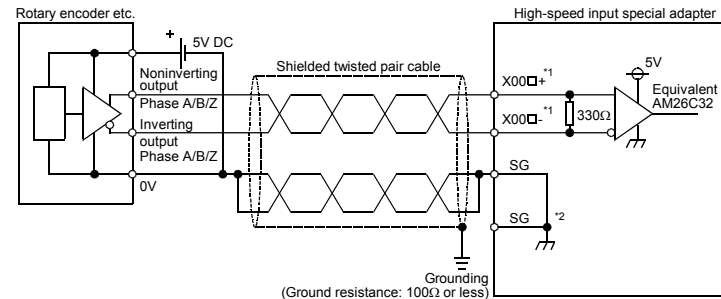 Rotary encoder etc.
High-speed input special adapter
+
5V DC
Shielded twisted pair cable
Noninverting
output
Phase A/B/Z
Inverting
output
Phase A/B/Z
0V
X00□+*1
X00□-*1
330Ω
5V
Equivalent
AM26C32
SG
SG
*2
Grounding
(Ground resistance: 100Ω or less)